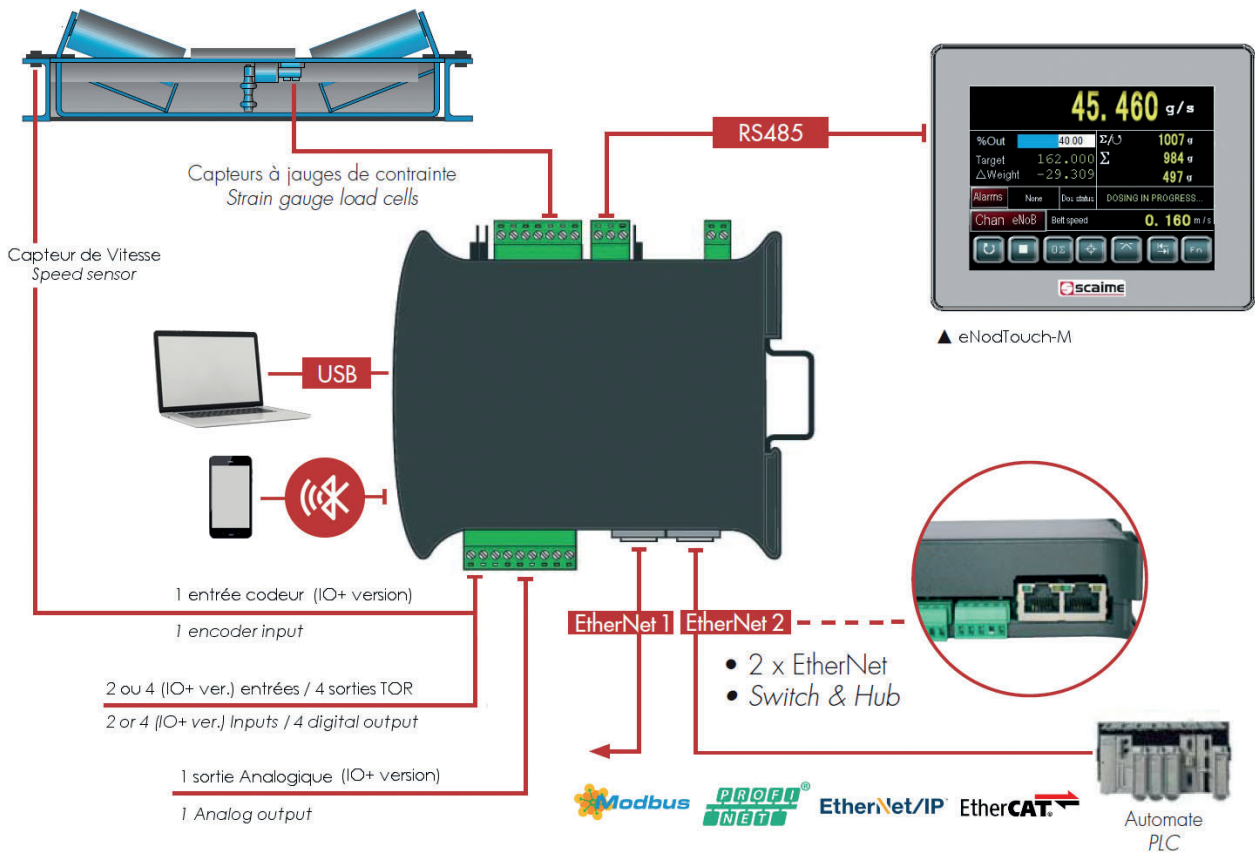 45.460 g/s
RS485
%Out 40.00 Σ/↺ 1007 g
Target 162.000 Σ 984 g
△Weight -29.309 497 g
Alarms None Dos. status DOSING IN PROGRESS...
Chan eNoB Belt speed 0.160 m/s
0Σ Fn
scaime
▲ eNodTouch-M
Capteurs à jauges de contrainte
Strain gauge load cells
Capteur de Vitesse
Speed sensor
USB
1 entrée codeur (IO+ version)
1 encoder input
EtherNet 1 EtherNet 2
• 2 x EtherNet
• Switch & Hub
2 ou 4 (IO+ ver.) entrées / 4 sorties TOR
2 or 4 (IO+ ver.) Inputs / 4 digital output
1 sortie Analogique (IO+ version)
1 Analog output
Modbus PROFI NET® EtherNet/IP EtherCAT®
Automate
PLC